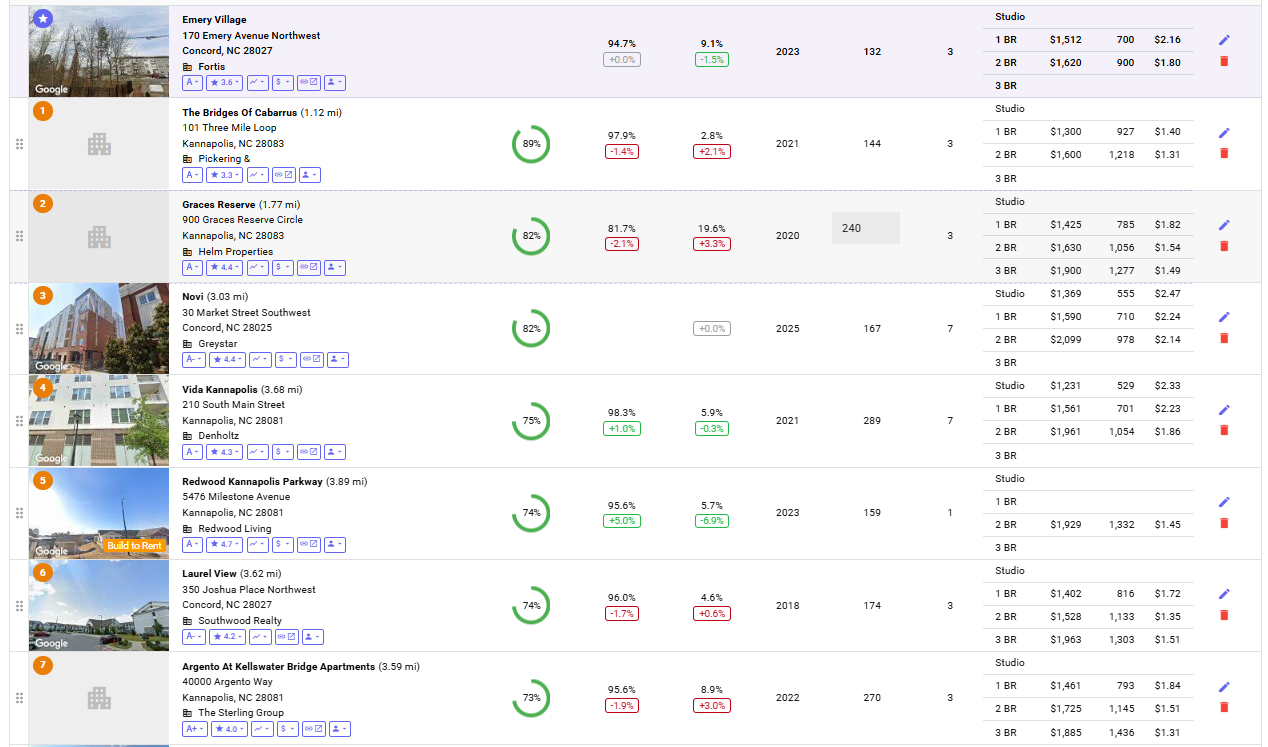 Emery Village
170 Emery Avenue Northwest
Concord, NC 28027
Fortis
A
3.6
$
Google
94.7%
+0.0%
9.1%
-1.5%
2023
132
3
Studio
1 BR $1,512 700 $2.16
2 BR $1,620 900 $1.80
3 BR
1
The Bridges Of Cabarrus (1.12 mi)
101 Three Mile Loop
Kannapolis, NC 28083
Pickering &
A
3.3
89%
97.9%
-1.4%
2.8%
+2.1%
2021
144
3
Studio
1 BR $1,300 927 $1.40
2 BR $1,600 1,218 $1.31
3 BR
2
Graces Reserve (1.77 mi)
900 Graces Reserve Circle
Kannapolis, NC 28083
Helm Properties
A
4.4
$
82%
81.7%
-2.1%
19.6%
+3.3%
2020
240
3
Studio
1 BR $1,425 785 $1.82
2 BR $1,630 1,056 $1.54
3 BR $1,900 1,277 $1.49
3
Google
Novi (3.03 mi)
30 Market Street Southwest
Concord, NC 28025
Greystar
A-
4.4
$
82%
+0.0%
2025
167
7
Studio $1,369 555 $2.47
1 BR $1,590 710 $2.24
2 BR $2,099 978 $2.14
3 BR
4
Google
Vida Kannapolis (3.68 mi)
210 South Main Street
Kannapolis, NC 28081
Denholtz
A
4.3
$
75%
98.3%
+1.0%
5.9%
-0.3%
2021
289
7
Studio $1,231 529 $2.33
1 BR $1,561 701 $2.23
2 BR $1,961 1,054 $1.86
3 BR
5
Google
Build to Rent
Redwood Kannapolis Parkway (3.89 mi)
5476 Milestone Avenue
Kannapolis, NC 28081
Redwood Living
A
4.7
$
74%
95.6%
+5.0%
5.7%
-6.9%
2023
159
1
Studio
1 BR
2 BR $1,929 1,332 $1.45
3 BR
6
Google
Laurel View (3.62 mi)
350 Joshua Place Northwest
Concord, NC 28027
Southwood Realty
A-
4.2
74%
96.0%
-1.7%
4.6%
+0.6%
2018
174
3
Studio
1 BR $1,402 816 $1.72
2 BR $1,528 1,133 $1.35
3 BR $1,963 1,303 $1.51
7
Argento At Kellswater Bridge Apartments (3.59 mi)
40000 Argento Way
Kannapolis, NC 28081
The Sterling Group
A+
4.0
$
73%
95.6%
-1.9%
8.9%
+3.0%
2022
270
3
Studio
1 BR $1,461 793 $1.84
2 BR $1,725 1,145 $1.51
3 BR $1,885 1,436 $1.31